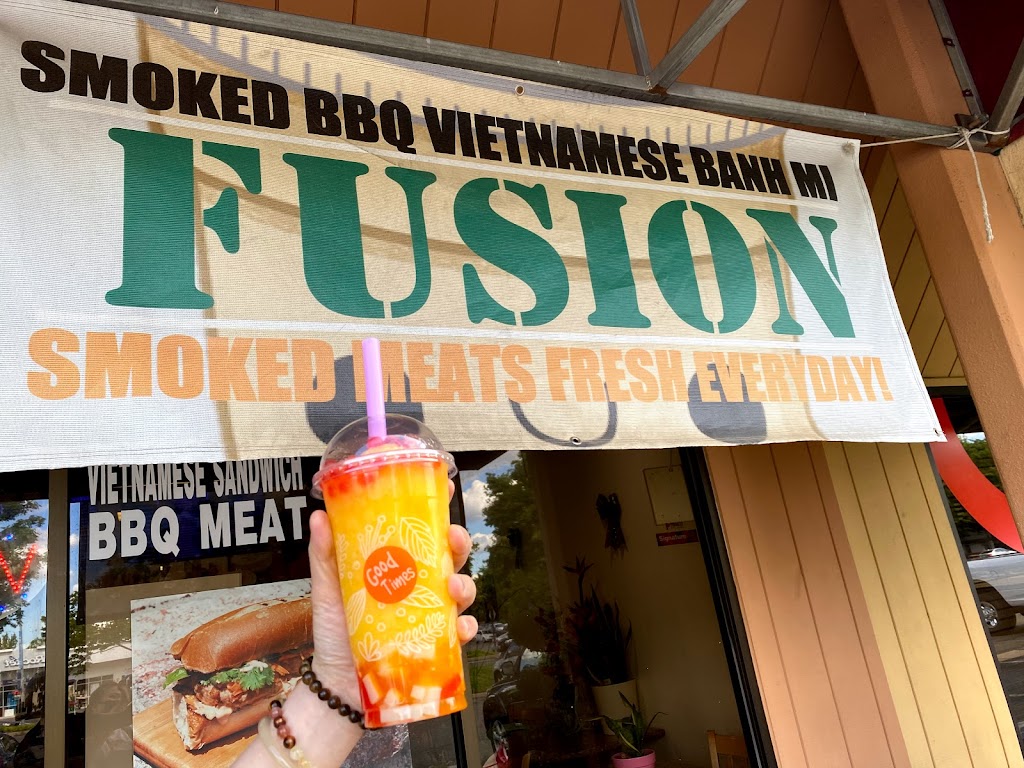 SMOKED BBQ VIETNAMESE BANH MI
FUSION
SMOKED MEATS FRESH EVERYDAY!
VIETNAMESE SANDWICH
BBQ MEAT
Good
Times